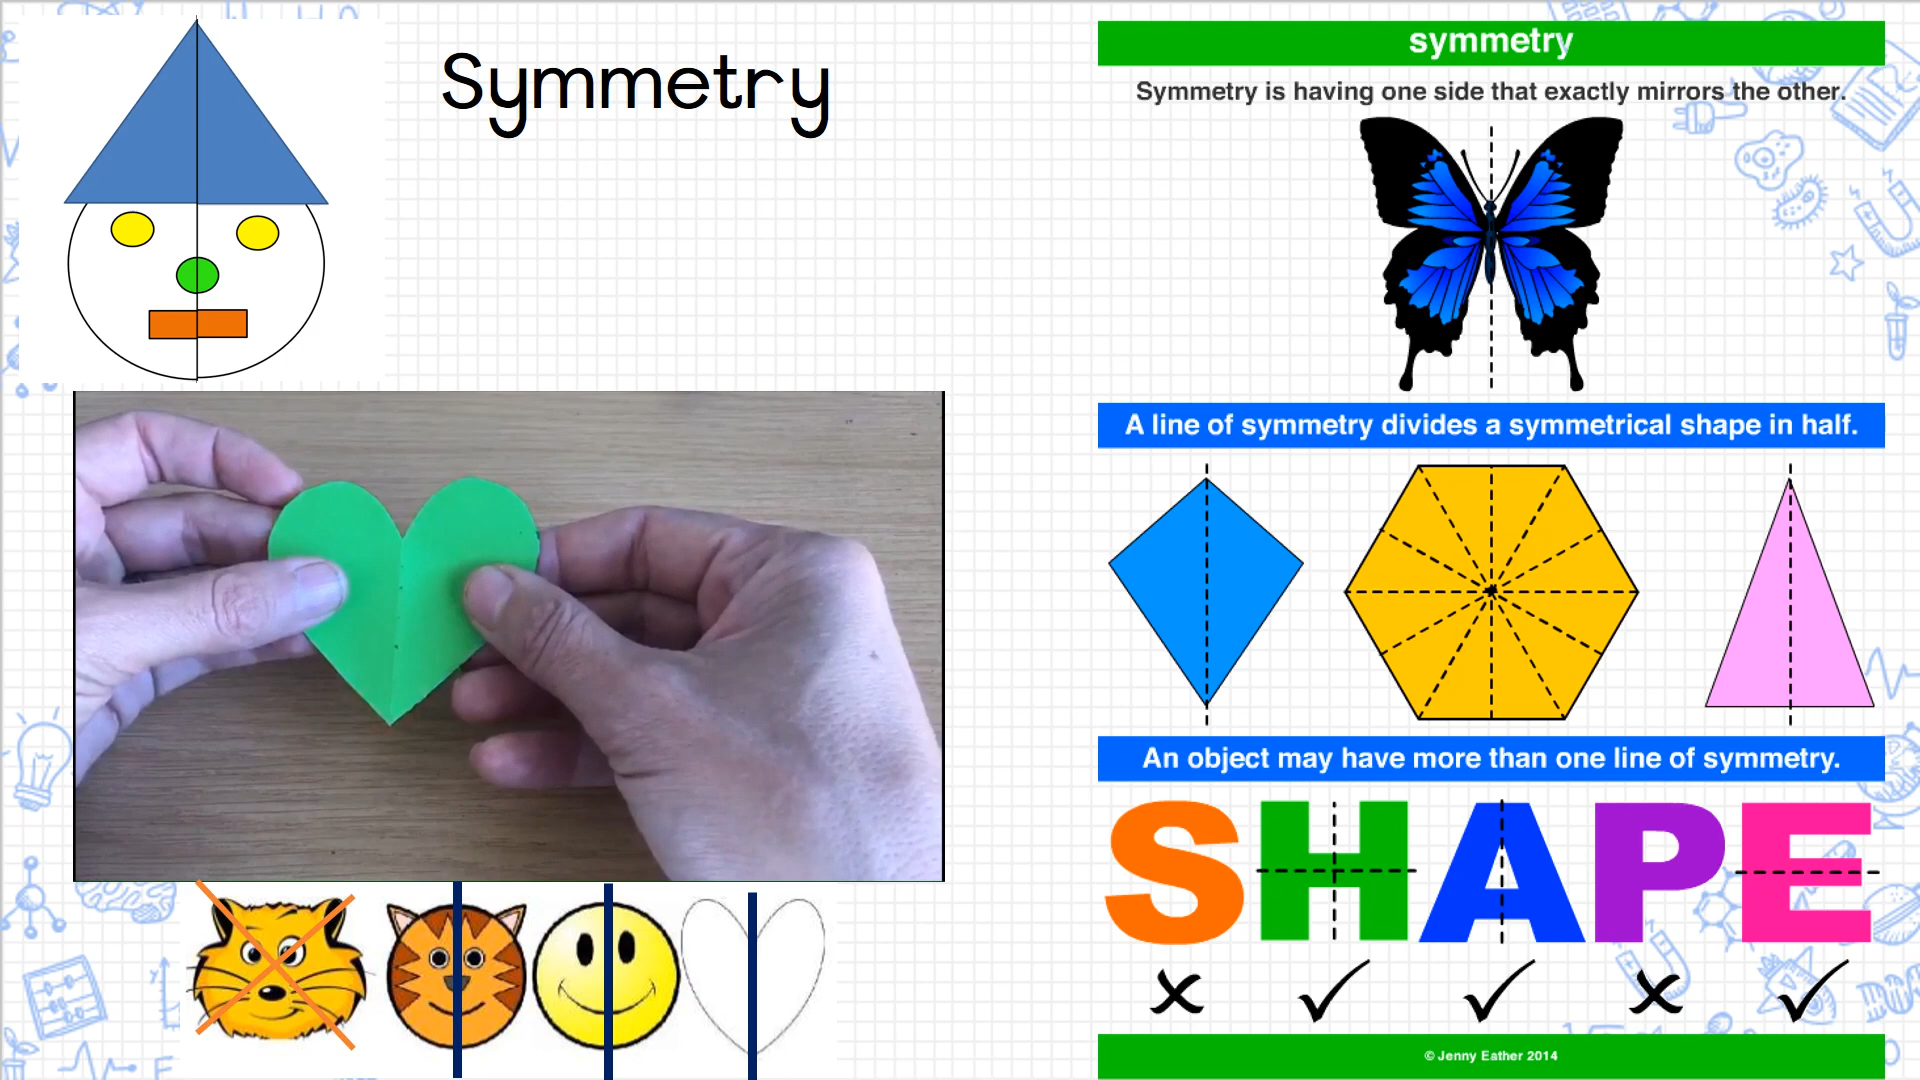 Symmetry
symmetry
Symmetry is having one side that exactly mirrors the other.
A line of symmetry divides a symmetrical shape in half.
An object may have more than one line of symmetry.
SHAPE
© Jenny Eather 2014